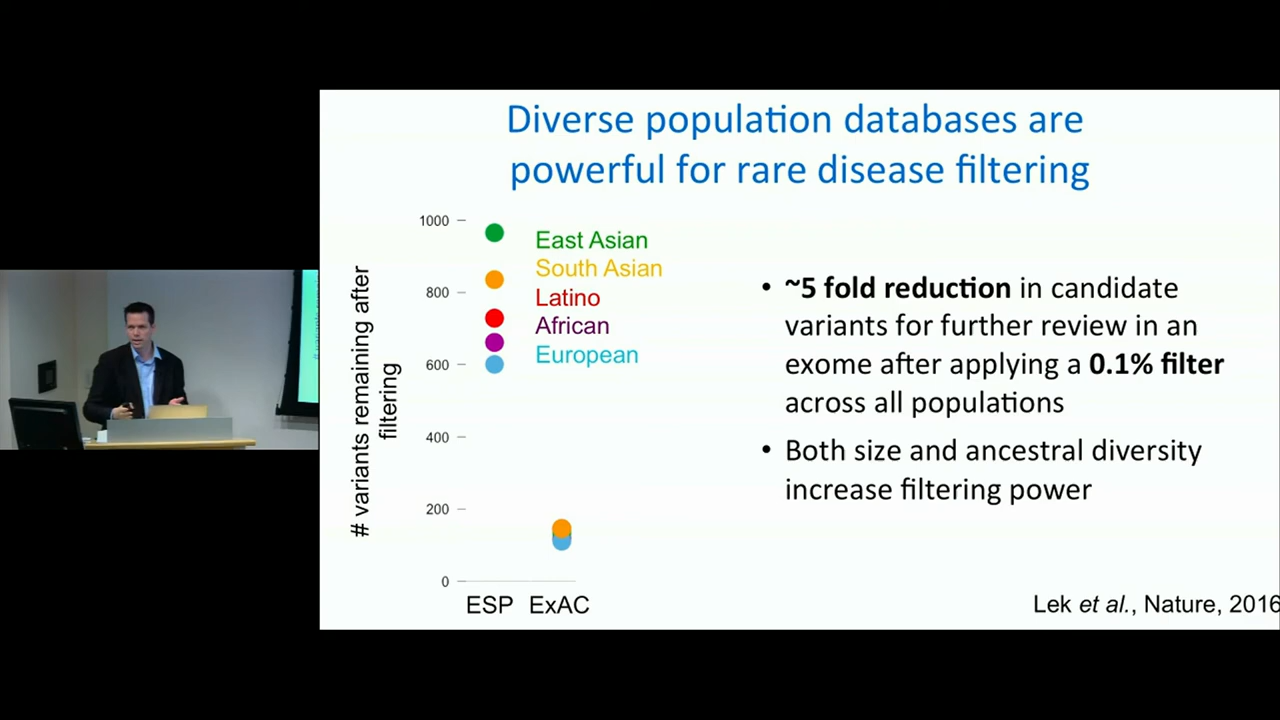 Diverse population databases are
powerful for rare disease filtering
1000
800
600
400
200
0
# variants remaining after
filtering
East Asian
South Asian
Latino
African
European
ESP ExAC
• ~5 fold reduction in candidate
variants for further review in an
exome after applying a 0.1% filter
across all populations
• Both size and ancestral diversity
increase filtering power
Lek et al., Nature, 2016